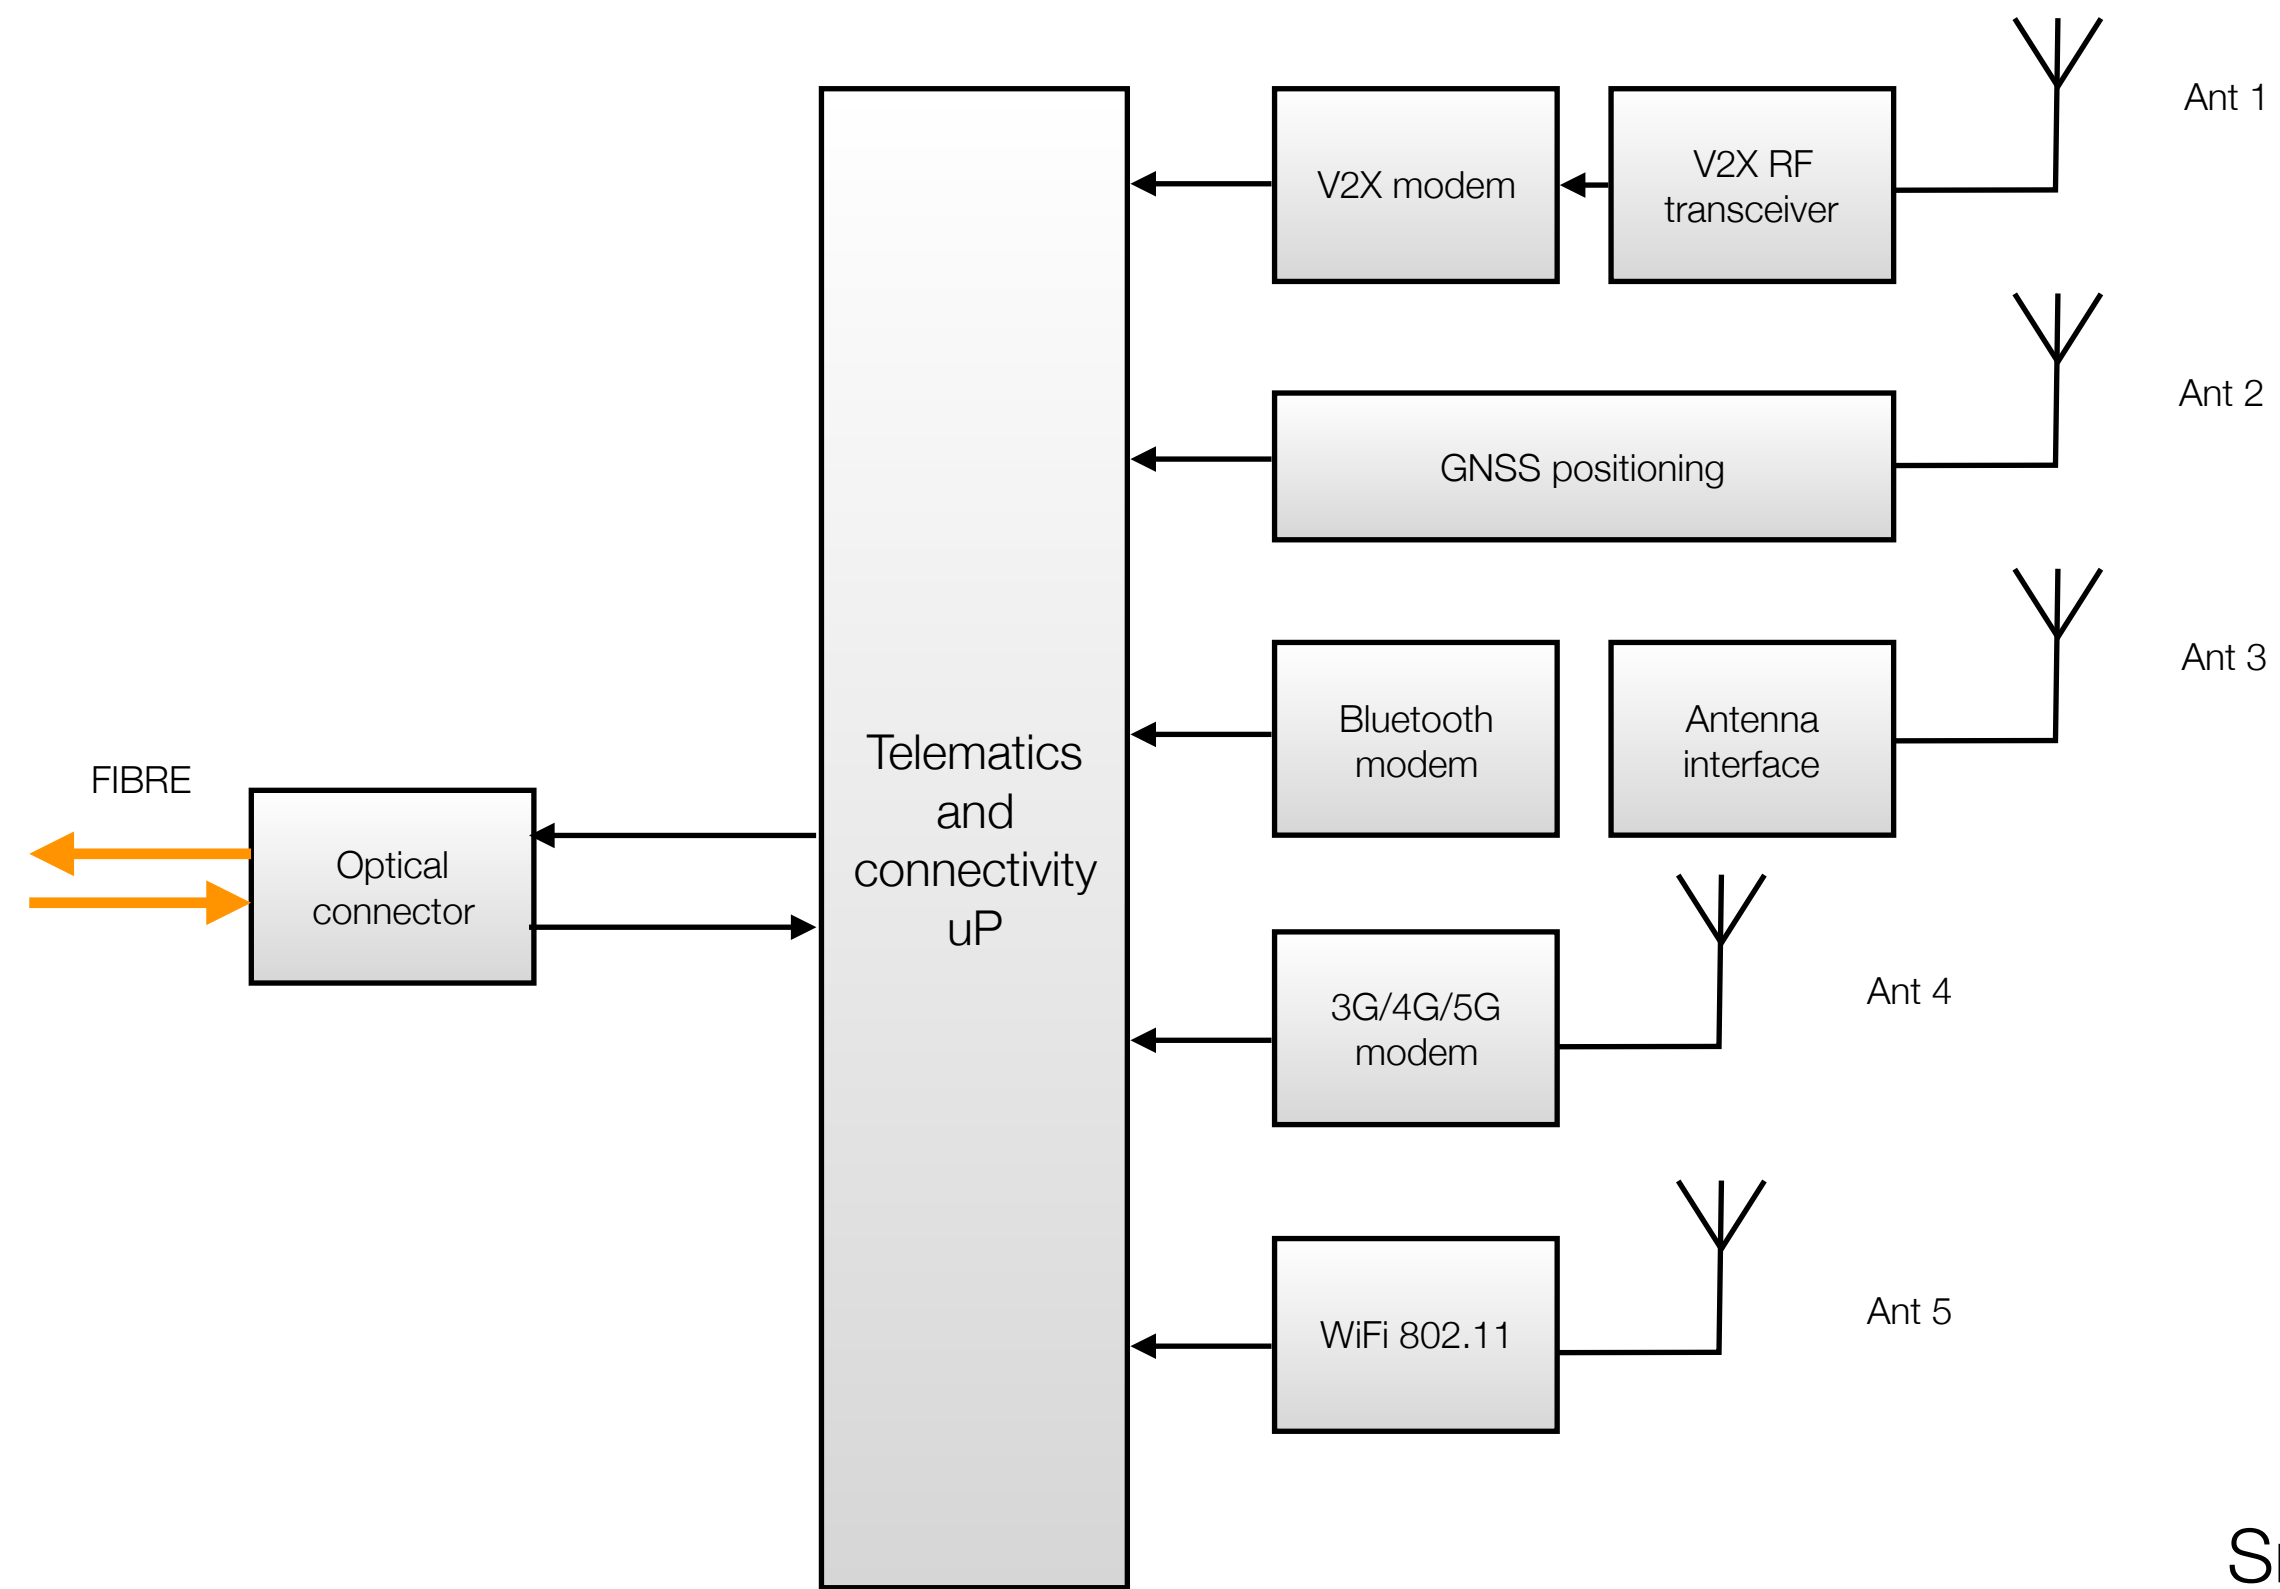 Ant 1
V2X modem
V2X RF
transceiver
Ant 2
GNSS positioning
Ant 3
Bluetooth
modem
Antenna
interface
Telematics
and
connectivity
uP
FIBRE
Optical
connector
3G/4G/5G
modem
Ant 4
WiFi 802.11
Ant 5